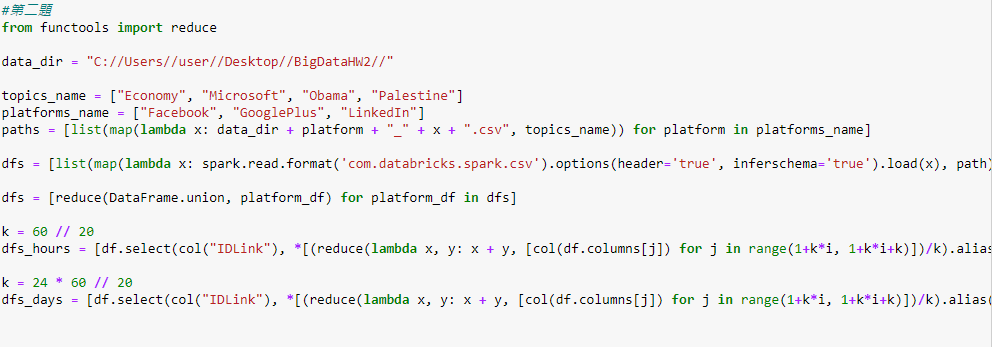 #第二題
from functools import reduce
data_dir = "C://Users//user//Desktop//BigDataHW2//"
topics_name = ["Economy", "Microsoft", "Obama", "Palestine"]
platforms_name = ["Facebook", "GooglePlus", "LinkedIn"]
paths = [list(map(lambda x: data_dir + platform + "_" + x + ".csv", topics_name)) for platform in platforms_name]
dfs = [list(map(lambda x: spark.read.format('com.databricks.spark.csv').options(header='true', inferschema='true').load(x), path)
dfs = [reduce(DataFrame.union, platform_df) for platform_df in dfs]
k = 60 // 20
dfs_hours = [df.select(col("IDLink"), *[(reduce(lambda x, y: x + y, [col(df.columns[j]) for j in range(1+k*i, 1+k*i+k)])/k).alias
k = 24 * 60 // 20
dfs_days = [df.select(col("IDLink"), *[(reduce(lambda x, y: x + y, [col(df.columns[j]) for j in range(1+k*i, 1+k*i+k)])/k).alias(